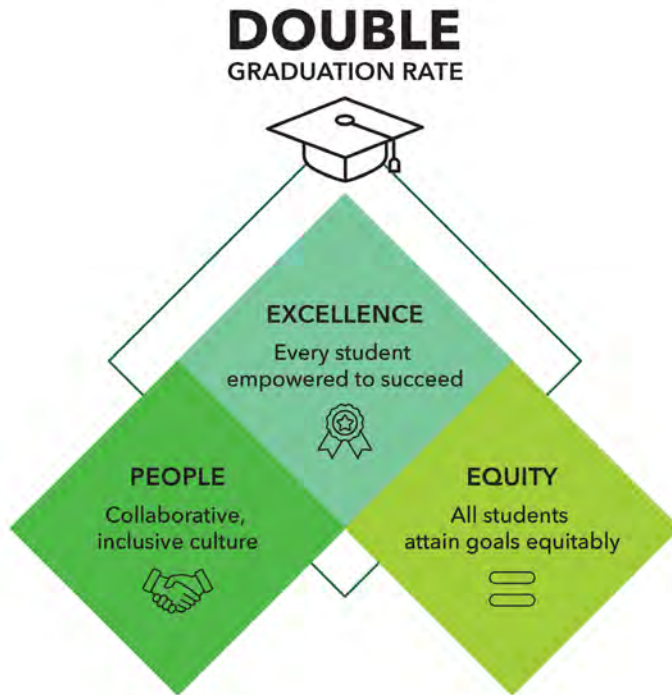 DOUBLE
GRADUATION RATE
EXCELLENCE
Every student
empowered to succeed
PEOPLE
Collaborative,
inclusive culture
EQUITY
All students
attain goals equitably